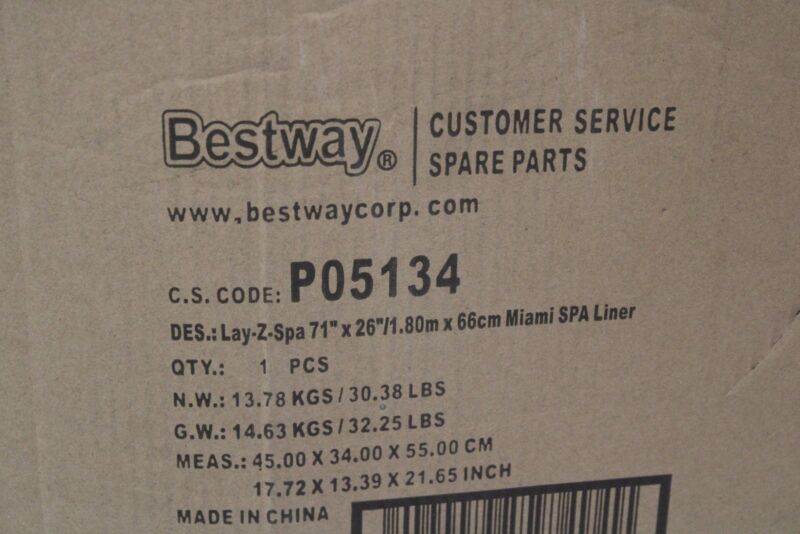 Bestway®
CUSTOMER SERVICE
SPARE PARTS
www.bestwaycorp.com
C.S. CODE: P05134
DES.: Lay-Z-Spa 71" x 26"/1.80m x 66cm Miami SPA Liner
QTY.: 1 PCS
N.W.: 13.78 KGS / 30.38 LBS
G.W.: 14.63 KGS / 32.25 LBS
MEAS.: 45.00 X 34.00 X 55.00 CM
17.72 X 13.39 X 21.65 INCH
MADE IN CHINA